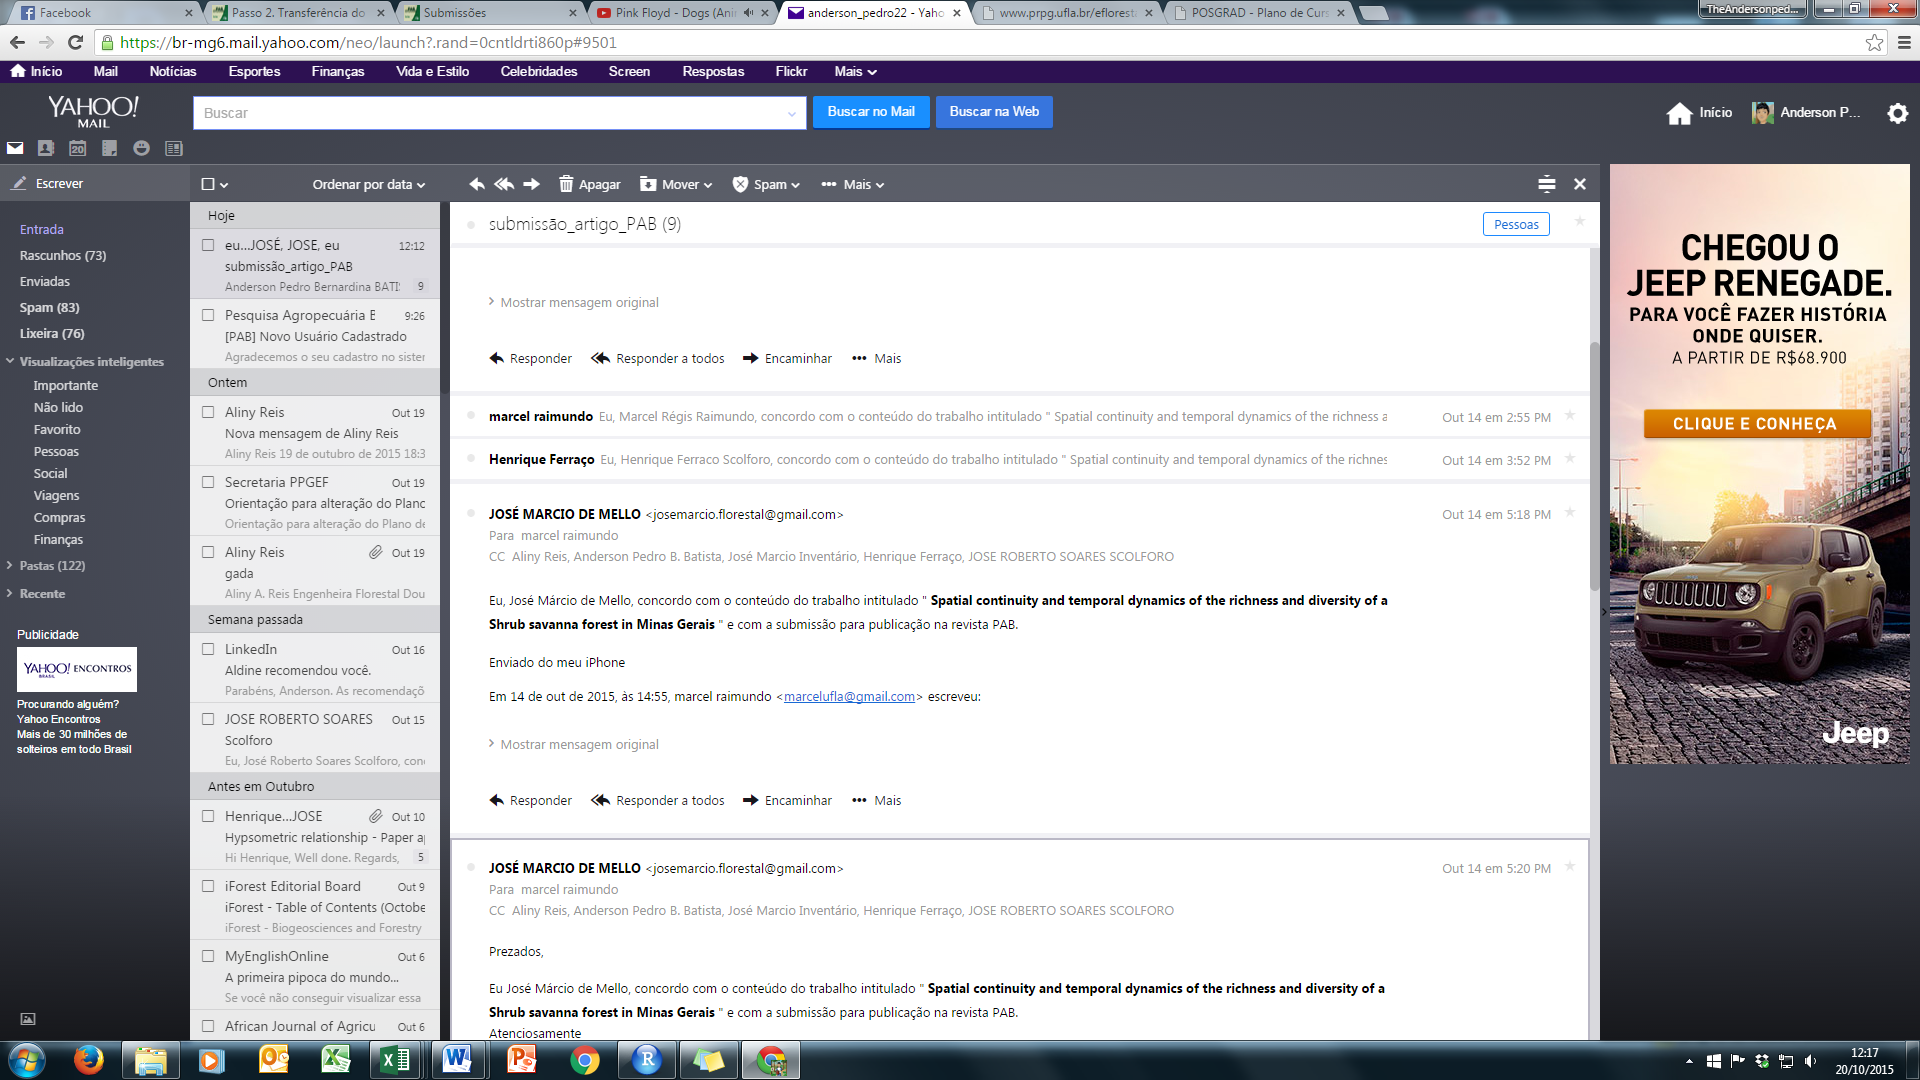 Facebook
Passo 2. Transferência do
Submissões
Pink Floyd - Dogs (Ani
anderson_pedro22 - Yaho
www.prpg.ufla.br/eflorest
POSGRAD - Plano de Curs
TheAndersonped...
https://br-mg6.mail.yahoo.com/neo/launch?.rand=0cntldrti860p#9501
Início Mail Notícias Esportes Finanças Vida e Estilo Celebridades Screen Respostas Flickr Mais
YAHOO!
MAIL
Buscar
Buscar no Mail
Buscar na Web
Início
Anderson P...
20
Escrever
Ordenar por data
Apagar
Mover
Spam
Mais
Entrada
Rascunhos (73)
Enviadas
Spam (83)
Lixeira (76)
Visualizações inteligentes
Importante
Não lido
Favorito
Pessoas
Social
Viagens
Compras
Finanças
Pastas (122)
Recente
Publicidade
YAHOO! ENCONTROS
BRASIL
Procurando alguém?
Yahoo Encontros
Mais de 30 milhões de
solteiros em todo Brasil
Hoje
eu...JOSÉ, JOSE, eu 12:12
submissão_artigo_PAB
Anderson Pedro Bernardina BATI 9
Pesquisa Agropecuária B 9:26
[PAB] Novo Usuário Cadastrado
Agradecemos o seu cadastro no sister
Ontem
Aliny Reis Out 19
Nova mensagem de Aliny Reis
Aliny Reis 19 de outubro de 2015 18:3
Secretaria PPGEF Out 19
Orientação para alteração do Plano
Orientação para alteração do Plano de
Aliny Reis Out 19
gada
Aliny A. Reis Engenheira Florestal Dou
Semana passada
LinkedIn Out 16
Aldine recomendou você.
Parabéns, Anderson. As recomendaçõ
JOSE ROBERTO SOARES Out 15
Scolforo
Eu, José Roberto Soares Scolforo, conc
Antes em Outubro
Henrique...JOSE Out 10
Hypsometric relationship - Paper a
Hi Henrique, Well done. Regards, 5
iForest Editorial Board Out 9
iForest - Table of Contents (Octobe
iForest - Biogeosciences and Forestry
MyEnglishOnline Out 6
A primeira pipoca do mundo...
Se você não conseguir visualizar essa
African Journal of Agricu Out 6
submissão_artigo_PAB (9)
Pessoas
Mostrar mensagem original
Responder Responder a todos Encaminhar Mais
marcel raimundo Eu, Marcel Régis Raimundo, concordo com o conteúdo do trabalho intitulado " Spatial continuity and temporal dynamics of the richness a Out 14 em 2:55 PM
Henrique Ferraço Eu, Henrique Ferraco Scolforo, concordo com o conteúdo do trabalho intitulado " Spatial continuity and temporal dynamics of the richnes Out 14 em 3:52 PM
JOSÉ MARCIO DE MELLO <josemarcio.florestal@gmail.com> Out 14 em 5:18 PM
Para marcel raimundo
CC Aliny Reis, Anderson Pedro B. Batista, José Marcio Inventário, Henrique Ferraço, JOSE ROBERTO SOARES SCOLFORO
Eu, José Márcio de Mello, concordo com o conteúdo do trabalho intitulado " Spatial continuity and temporal dynamics of the richness and diversity of a
Shrub savanna forest in Minas Gerais " e com a submissão para publicação na revista PAB.
Enviado do meu iPhone
Em 14 de out de 2015, às 14:55, marcel raimundo <marcelufla@gmail.com> escreveu:
Mostrar mensagem original
Responder Responder a todos Encaminhar Mais
JOSÉ MARCIO DE MELLO <josemarcio.florestal@gmail.com> Out 14 em 5:20 PM
Para marcel raimundo
CC Aliny Reis, Anderson Pedro B. Batista, José Marcio Inventário, Henrique Ferraço, JOSE ROBERTO SOARES SCOLFORO
Prezados,
Eu José Márcio de Mello, concordo com o conteúdo do trabalho intitulado " Spatial continuity and temporal dynamics of the richness and diversity of a
Shrub savanna forest in Minas Gerais " e com a submissão para publicação na revista PAB.
Atenciosamente
CHEGOU O
JEEP RENEGADE.
PARA VOCÊ FAZER HISTÓRIA
ONDE QUISER.
A PARTIR DE R$68.900
CLIQUE E CONHEÇA
Jeep
12:17
20/10/2015